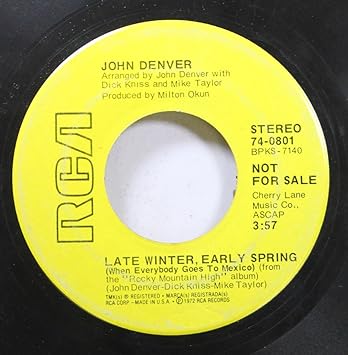 JOHN DENVER
Arranged by John Denver with
Dick Kniss and Mike Taylor
Produced by Milton Okun
RCA
STEREO
74-0801
BPKS-7140
NOT
FOR SALE
Cherry Lane
Music Co.,
ASCAP
3:57
LATE WINTER, EARLY SPRING
(When Everybody Goes To Mexico) (from
the "Rocky Mountain High" album)
(John Denver-Dick Kniss-Mike Taylor)
TMK(s) ® REGISTERED • MARCA(s) REGISTRADA(s)
RCA CORP. — MADE IN U.S.A. • ℗ 1972 RCA RECORDS